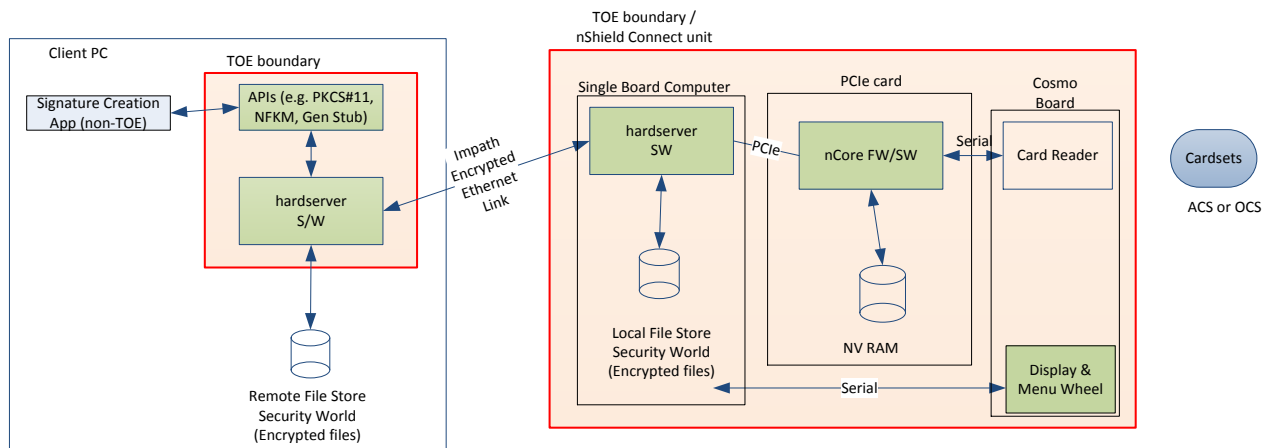 Client PC
TOE boundary
Signature Creation
App (non-TOE)
APIs (e.g. PKCS#11,
NFKM, Gen Stub)
hardserver
S/W
Remote File Store
Security World
(Encrypted files)
Impath
Encrypted
Ethernet
Link
TOE boundary /
nShield Connect unit
Single Board Computer
hardserver
SW
Local File Store
Security World
(Encrypted files)
PCIe
PCIe card
nCore FW/SW
NV RAM
Serial
Cosmo
Board
Card Reader
Serial
Display &
Menu Wheel
Cardsets
ACS or OCS